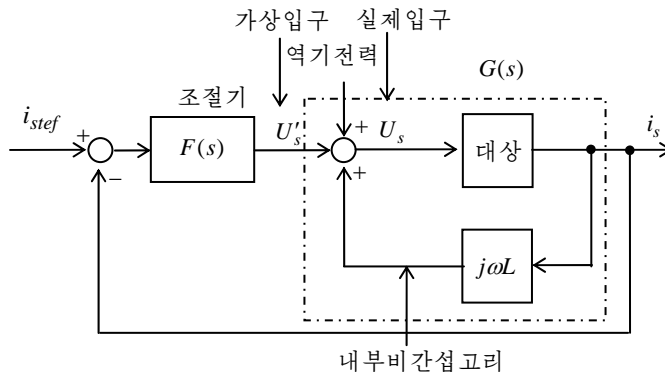 가상입구
실제입구
역기전력
G(s)
조절기
i_stef
+
F(s)
U′_s
+
U_s
대상
i_s
−
+
jωL
내부비간섭고리